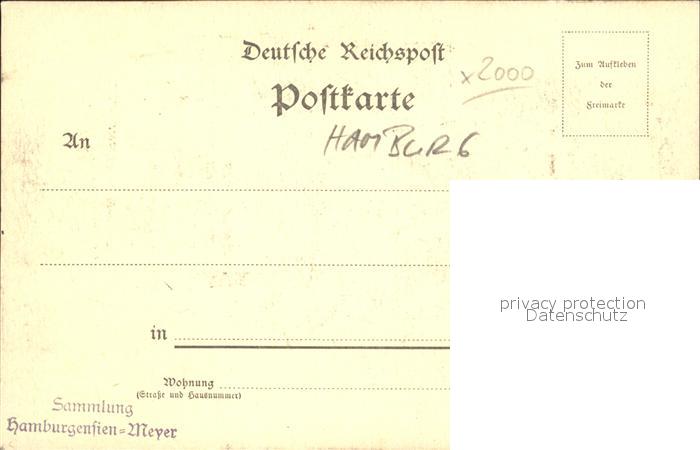 Deutsche Reichspost
x2000
Postkarte
HAMBURG
Zum Aufkleben
der
Freimarke
An
in
Wohnung
(Straße und Hausnummer)
Sammlung
Hamburgensien=Meyer
privacy protection
Datenschutz